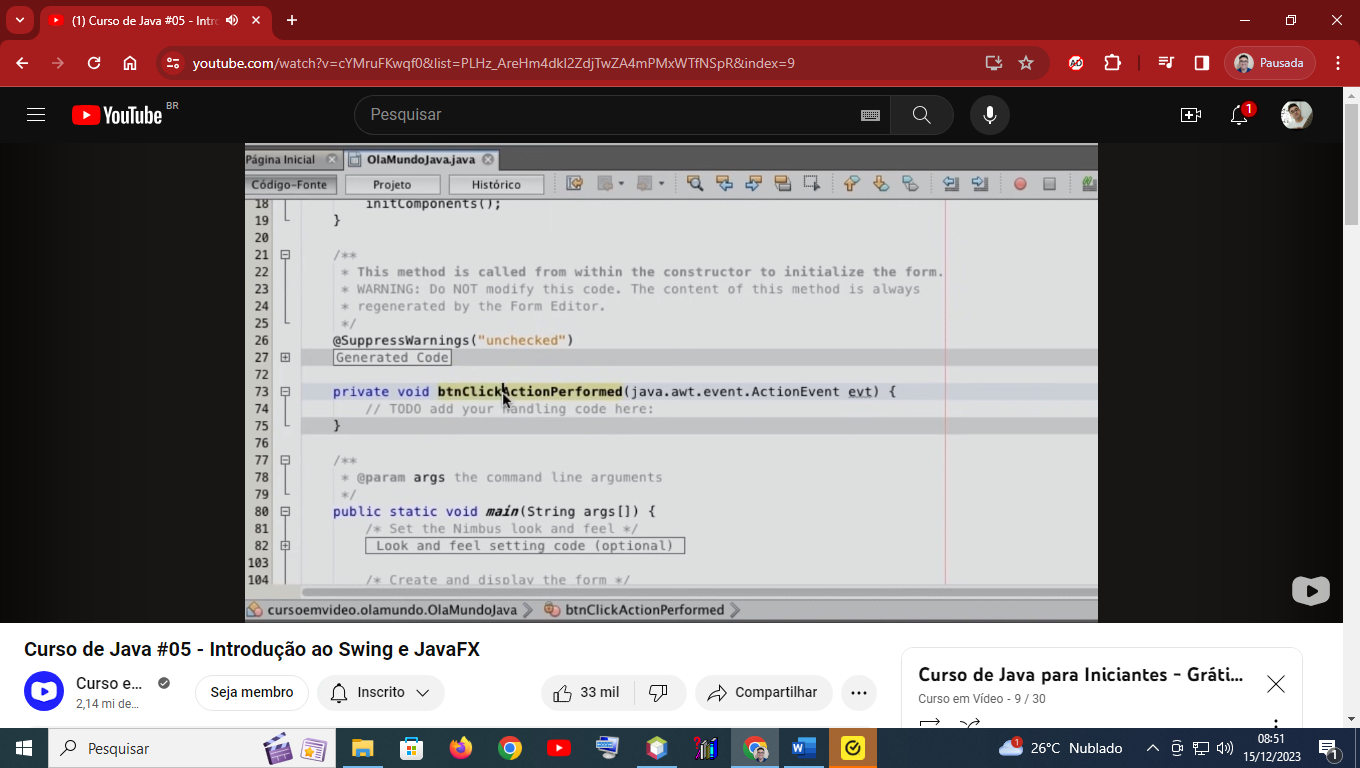 (1) Curso de Java #05 - Intro
youtube.com/watch?v=cYMruFKwqf0&list=PLHz_AreHm4dkI2ZdjTwZA4mPMxWTfNSpR&index=9
Pausada
YouTube BR
Pesquisar
1
Página Inicial
OlaMundoJava.java
Código-Fonte
Projeto
Histórico
18 initComponents();
19 }
20
21 /**
22 * This method is called from within the constructor to initialize the form.
23 * WARNING: Do NOT modify this code. The content of this method is always
24 * regenerated by the Form Editor.
25 */
26 @SuppressWarnings("unchecked")
27 Generated Code
72
73 private void btnClickActionPerformed(java.awt.event.ActionEvent evt) {
74 // TODO add your handling code here:
75 }
76
77 /**
78 * @param args the command line arguments
79 */
80 public static void main(String args[]) {
81 /* Set the Nimbus look and feel */
82 Look and feel setting code (optional)
103
104 /* Create and display the form */
cursoemvideo.olamundo.OlaMundoJava
btnClickActionPerformed
Curso de Java #05 - Introdução ao Swing e JavaFX
Curso e...
2,14 mi de...
Seja membro
Inscrito
33 mil
Compartilhar
Curso de Java para Iniciantes - Gráti...
Curso em Vídeo - 9 / 30
Pesquisar
1
26°C Nublado
08:51
15/12/2023
1